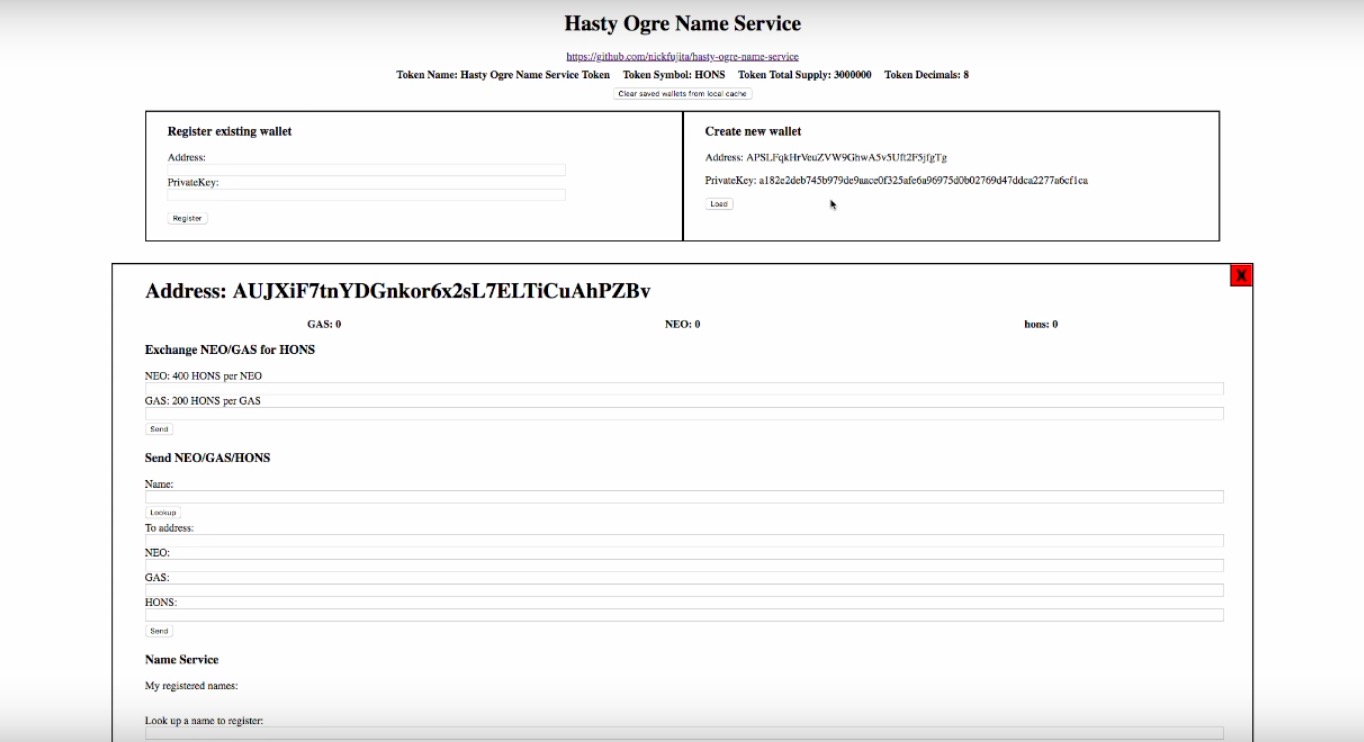 Hasty Ogre Name Service
https://github.com/nickfujita/hasty-ogre-name-service
Token Name: Hasty Ogre Name Service Token Token Symbol: HONS Token Total Supply: 3000000 Token Decimals: 8
Clear saved wallets from local cache
Register existing wallet
Address:
PrivateKey:
Register
Create new wallet
Address: APSLFqkHrVeuZVW9GhwA5v5Uft2F5jfgTg
PrivateKey: a182e2deb745b979de9aace0f325afe6a96975d0b02769d47ddca2277a6cf1ca
Load
X
Address: AUJXiF7tnYDGnkor6x2sL7ELTiCuAhPZBv
GAS: 0 NEO: 0 hons: 0
Exchange NEO/GAS for HONS
NEO: 400 HONS per NEO
GAS: 200 HONS per GAS
Send
Send NEO/GAS/HONS
Name:
Lookup
To address:
NEO:
GAS:
HONS:
Send
Name Service
My registered names:
Look up a name to register: